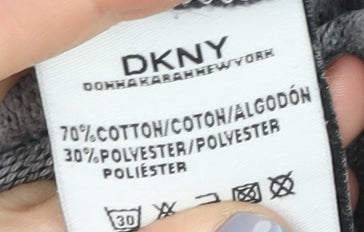 DKNY
DONNAKARANNEWYORK
70%COTTON/COTON/ALGODÓN
30%POLYESTER/POLYESTER
POLIÉSTER
30